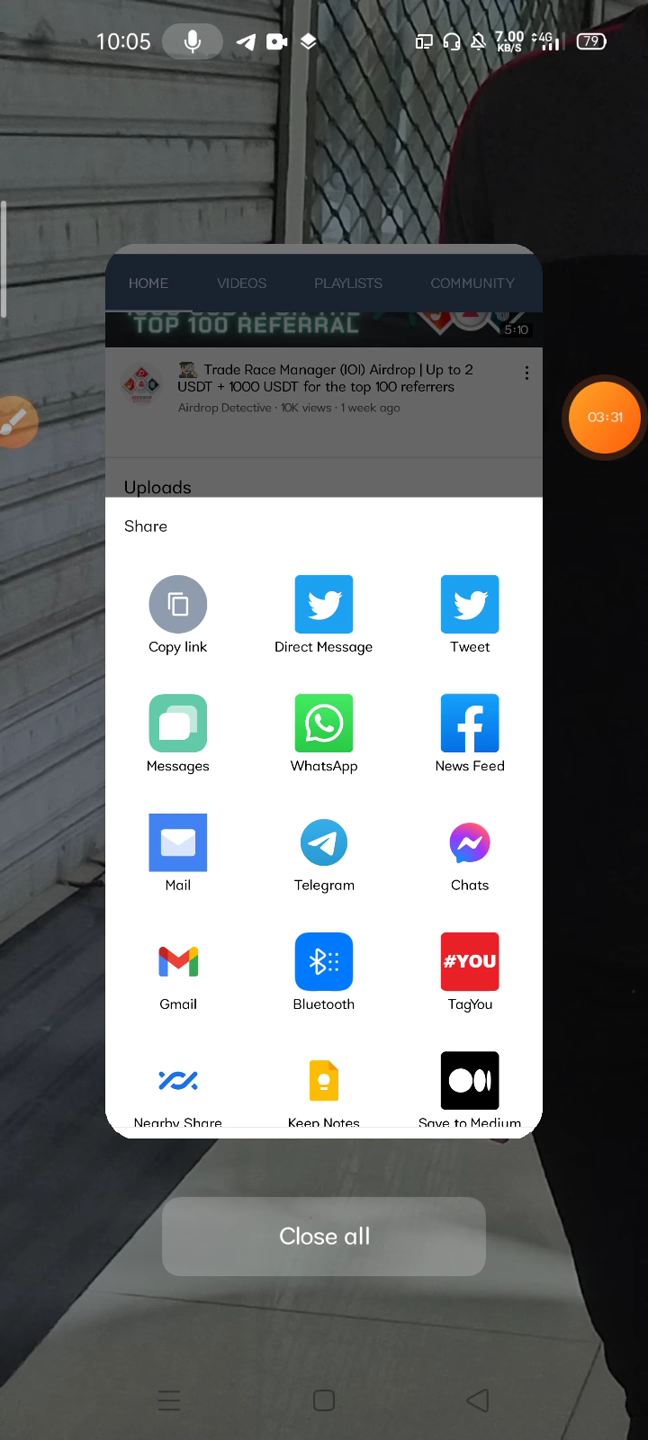 10:05
7.00
KB/S
4G
79
HOME VIDEOS PLAYLISTS COMMUNITY
TOP 100 REFERRAL
5:10
Trade Race Manager (IOI) Airdrop | Up to 2
USDT + 1000 USDT for the top 100 referrers
Airdrop Detective · 10K views · 1 week ago
03:31
Uploads
Share
Copy link
Direct Message
Tweet
Messages
WhatsApp
News Feed
Mail
Telegram
Chats
#YOU
Gmail
Bluetooth
TagYou
Nearby Share
Keep Notes
Save to Medium
Close all